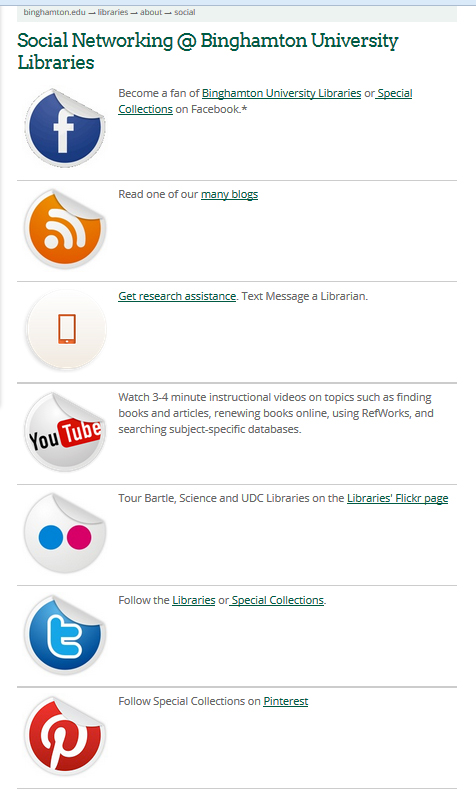 binghamton.edu → libraries → about → social
Social Networking @ Binghamton University
Libraries
f
Become a fan of Binghamton University Libraries or Special
Collections on Facebook.*
Read one of our many blogs
Get research assistance. Text Message a Librarian.
You Tube
Watch 3-4 minute instructional videos on topics such as finding
books and articles, renewing books online, using RefWorks, and
searching subject-specific databases.
Tour Bartle, Science and UDC Libraries on the Libraries' Flickr page
t
Follow the Libraries or Special Collections.
P
Follow Special Collections on Pinterest